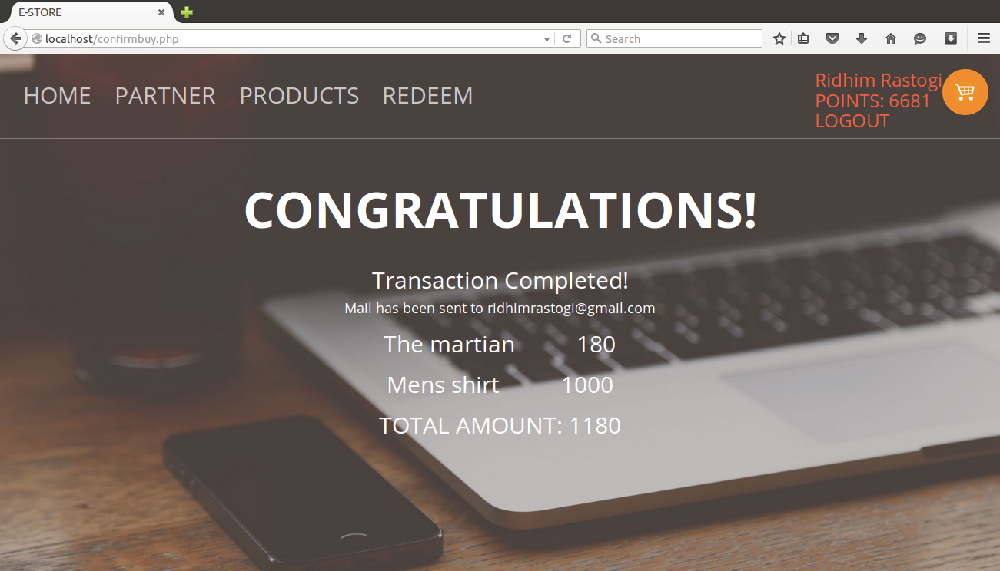 E-STORE
localhost/confirmbuy.php
Search
HOME PARTNER PRODUCTS REDEEM
Ridhim Rastogi
POINTS: 6681
LOGOUT
CONGRATULATIONS!
Transaction Completed!
Mail has been sent to ridhimrastogi@gmail.com
The martian 180
Mens shirt 1000
TOTAL AMOUNT: 1180